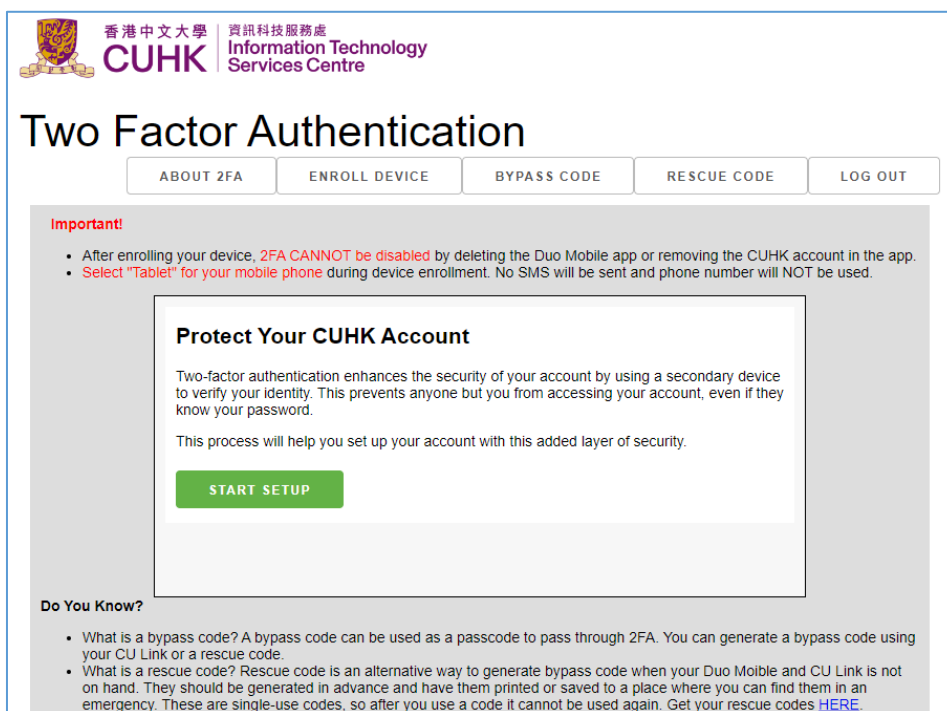 香港中文大學
CUHK
資訊科技服務處
Information Technology
Services Centre
Two Factor Authentication
ABOUT 2FA
ENROLL DEVICE
BYPASS CODE
RESCUE CODE
LOG OUT
Important!
• After enrolling your device, 2FA CANNOT be disabled by deleting the Duo Mobile app or removing the CUHK account in the app.
• Select "Tablet" for your mobile phone during device enrollment. No SMS will be sent and phone number will NOT be used.
Protect Your CUHK Account
Two-factor authentication enhances the security of your account by using a secondary device
to verify your identity. This prevents anyone but you from accessing your account, even if they
know your password.
This process will help you set up your account with this added layer of security.
START SETUP
Do You Know?
• What is a bypass code? A bypass code can be used as a passcode to pass through 2FA. You can generate a bypass code using
your CU Link or a rescue code.
• What is a rescue code? Rescue code is an alternative way to generate bypass code when your Duo Moible and CU Link is not
on hand. They should be generated in advance and have them printed or saved to a place where you can find them in an
emergency. These are single-use codes, so after you use a code it cannot be used again. Get your rescue codes HERE.